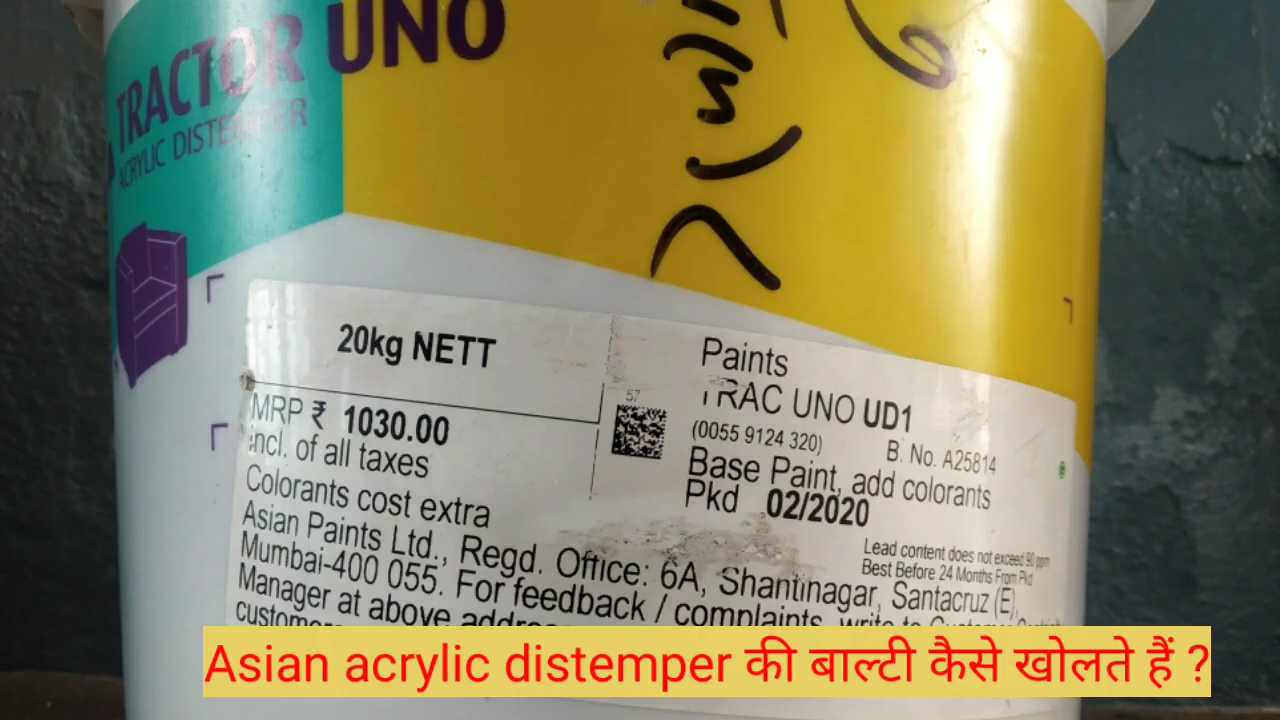 TRACTOR UNO
ACRYLIC DISTEMPER
20kg NETT
MRP ₹ 1030.00
incl. of all taxes
Colorants cost extra
57
Paints
TRAC UNO UD1
(0055 9124 320) B. No. A25814
Base Paint, add colorants
Pkd 02/2020
Lead content does not exceed 90 ppm
Best Before 24 Months From Pkd
Asian Paints Ltd., Regd. Office: 6A, Shantinagar, Santacruz (E),
Mumbai-400 055. For feedback / complaints, write to Customer
Manager at above
Asian acrylic distemper की बाल्टी कैसे खोलते हैं ?